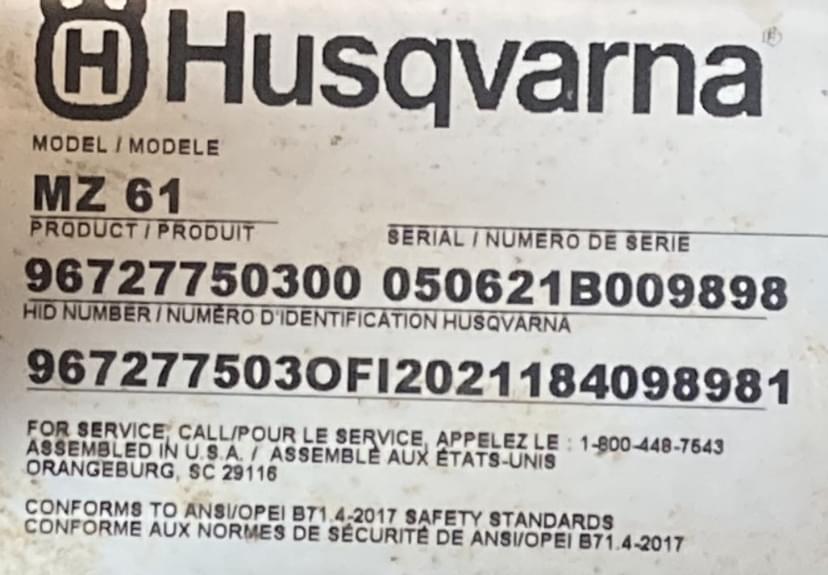 H Husqvarna®
MODEL / MODELE
MZ 61
PRODUCT / PRODUIT
SERIAL / NUMERO DE SERIE
96727750300 050621B009898
HID NUMBER / NUMÉRO D'IDENTIFICATION HUSQVARNA
967277503OFI20211184098981
FOR SERVICE, CALL/POUR LE SERVICE, APPELEZ LE : 1-800-448-7643
ASSEMBLED IN U.S.A. / ASSEMBLÉ AUX ÉTATS-UNIS
ORANGEBURG, SC 29116
CONFORMS TO ANSI/OPEI B71.4-2017 SAFETY STANDARDS
CONFORME AUX NORMES DE SÉCURITÉ DE ANSI/OPEI B71.4-2017